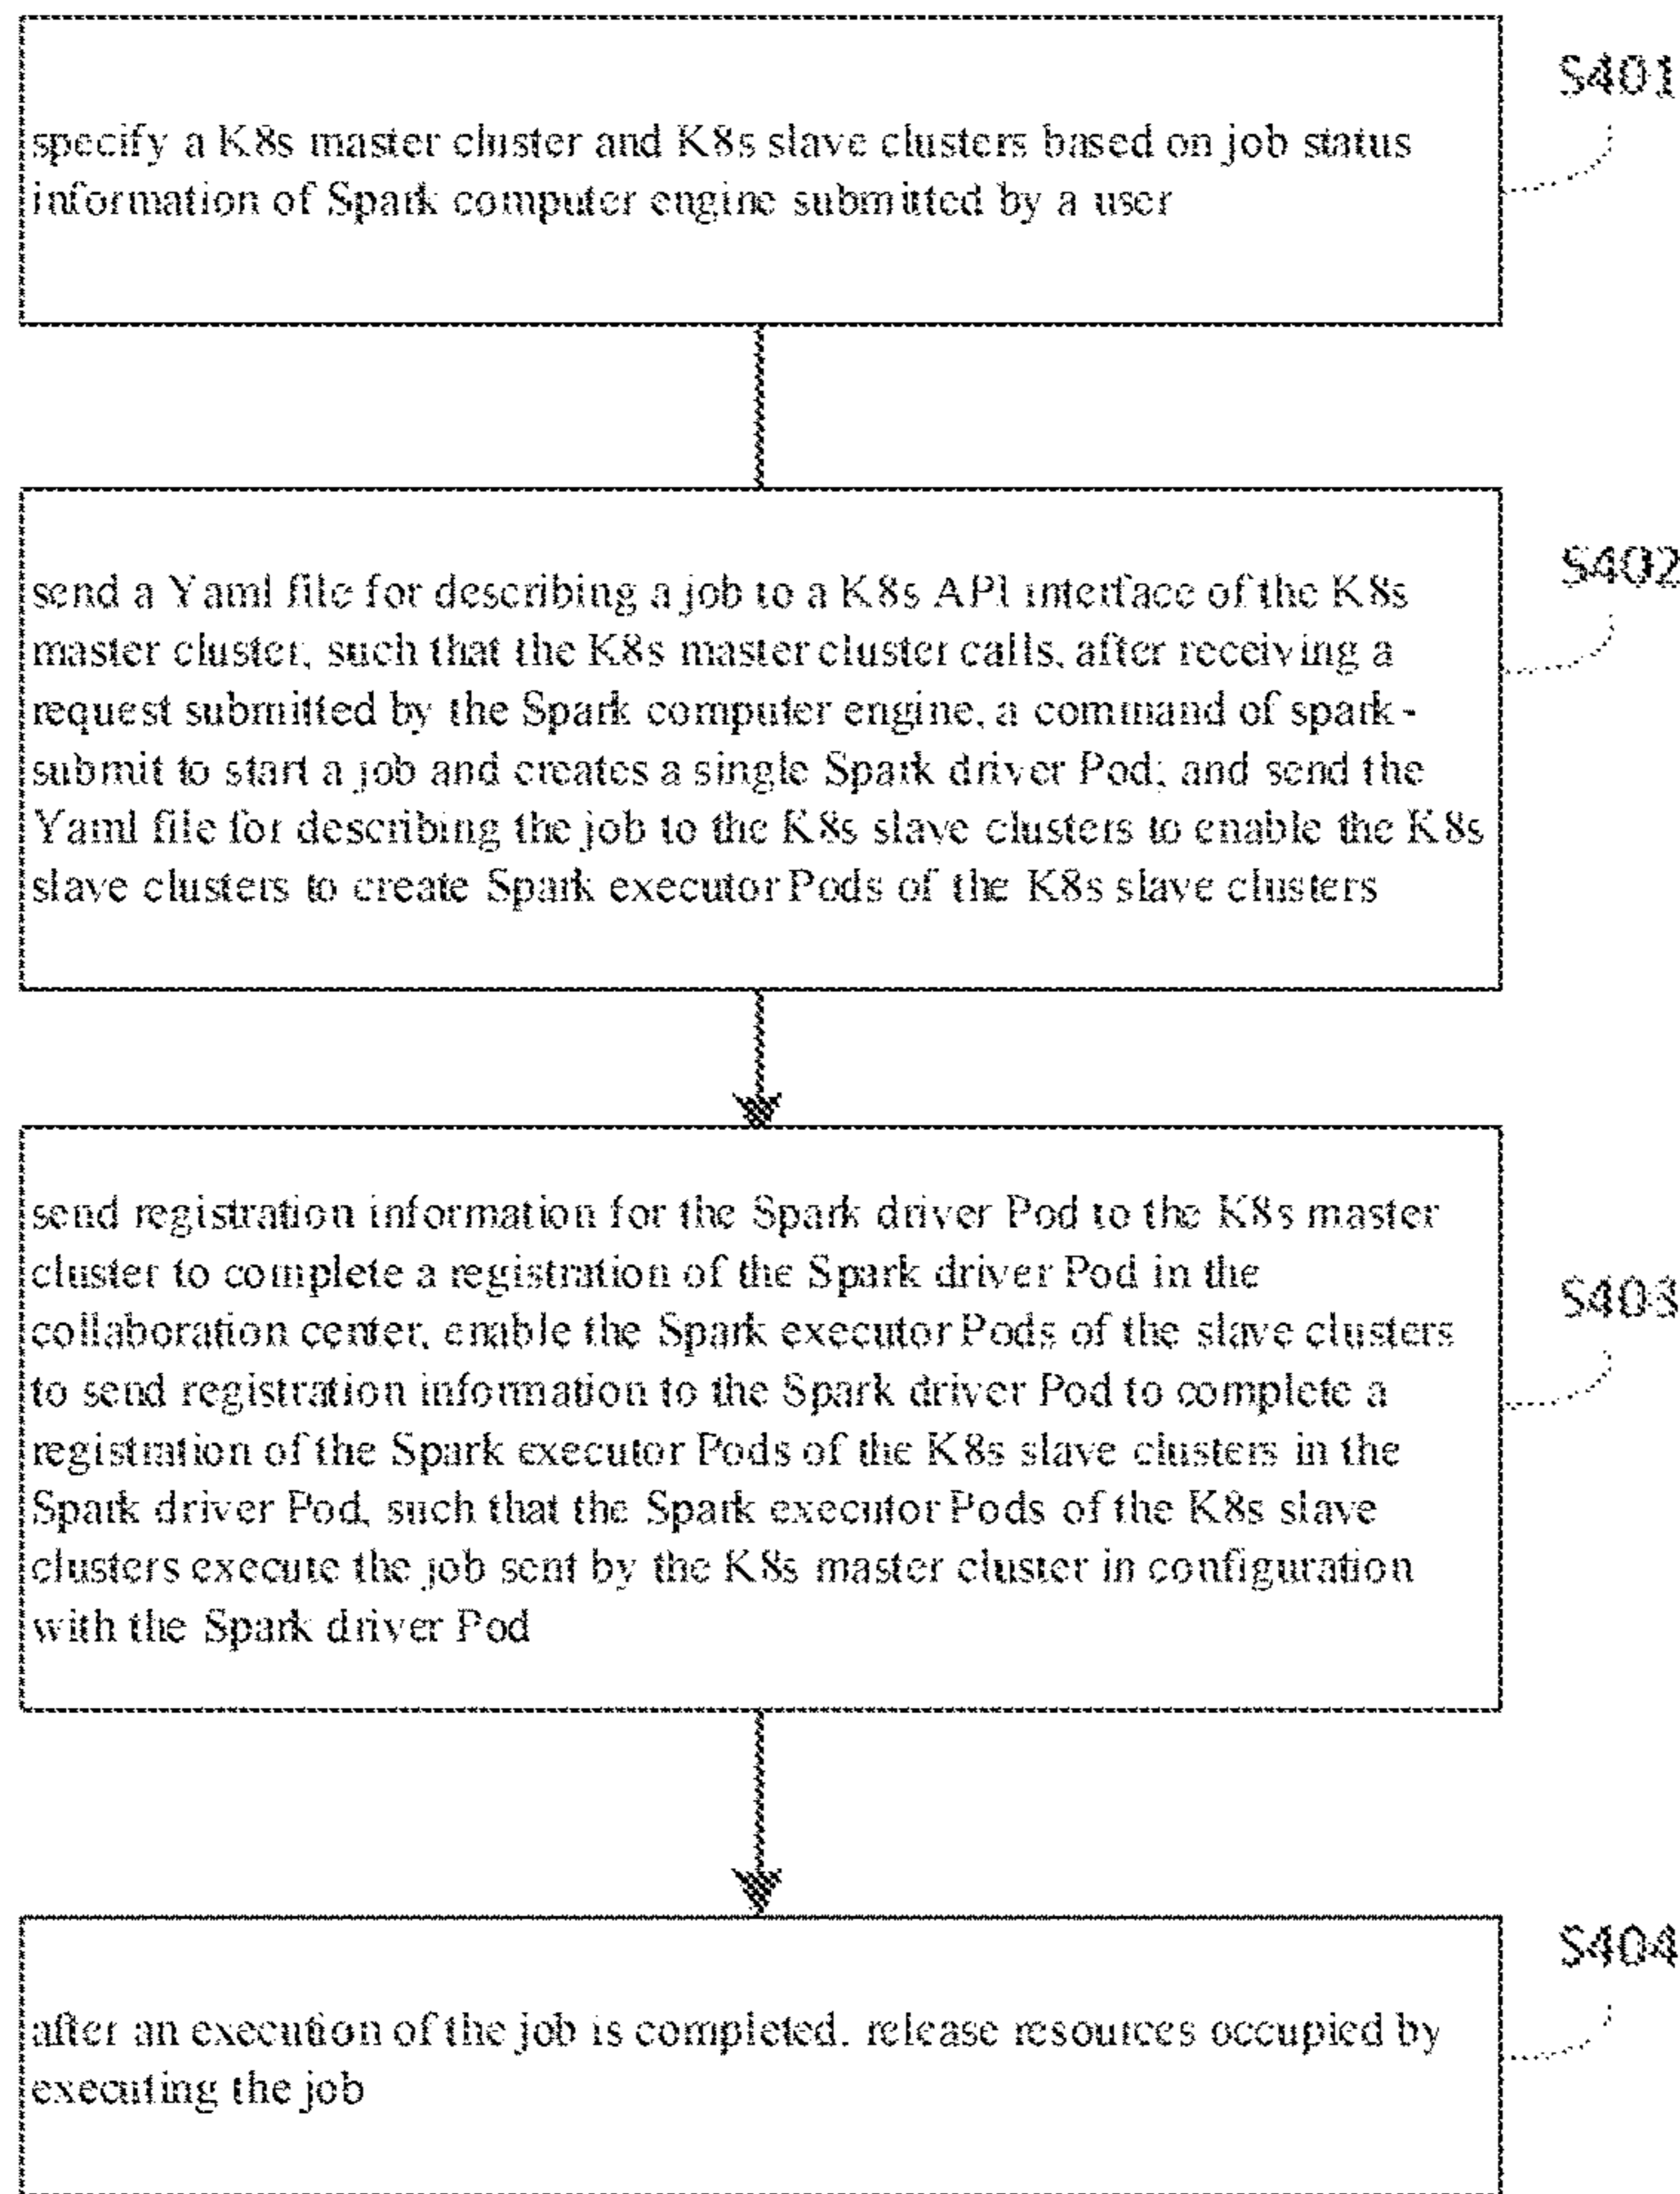 S401
specify a K8s master cluster and K8s slave clusters based on job status
information of Spark computer engine submitted by a user
S402
send a Yaml file for describing a job to a K8s API interface of the K8s
master cluster, such that the K8s master cluster calls, after receiving a
request submitted by the Spark computer engine, a command of spark-
submit to start a job and creates a single Spark driver Pod; and send the
Yaml file for describing the job to the K8s slave clusters to enable the K8s
slave clusters to create Spark executor Pods of the K8s slave clusters
send registration information for the Spark driver Pod to the K8s master
cluster to complete a registration of the Spark driver Pod in the
S403
collaboration center, enable the Spark executor Pods of the slave clusters
to send registration information to the Spark driver Pod to complete a
registration of the Spark executor Pods of the K8s slave clusters in the
Spark driver Pod, such that the Spark executor Pods of the K8s slave
clusters execute the job sent by the K8s master cluster in configuration
with the Spark driver Pod
S404
after an execution of the job is completed, release resources occupied by
executing the job